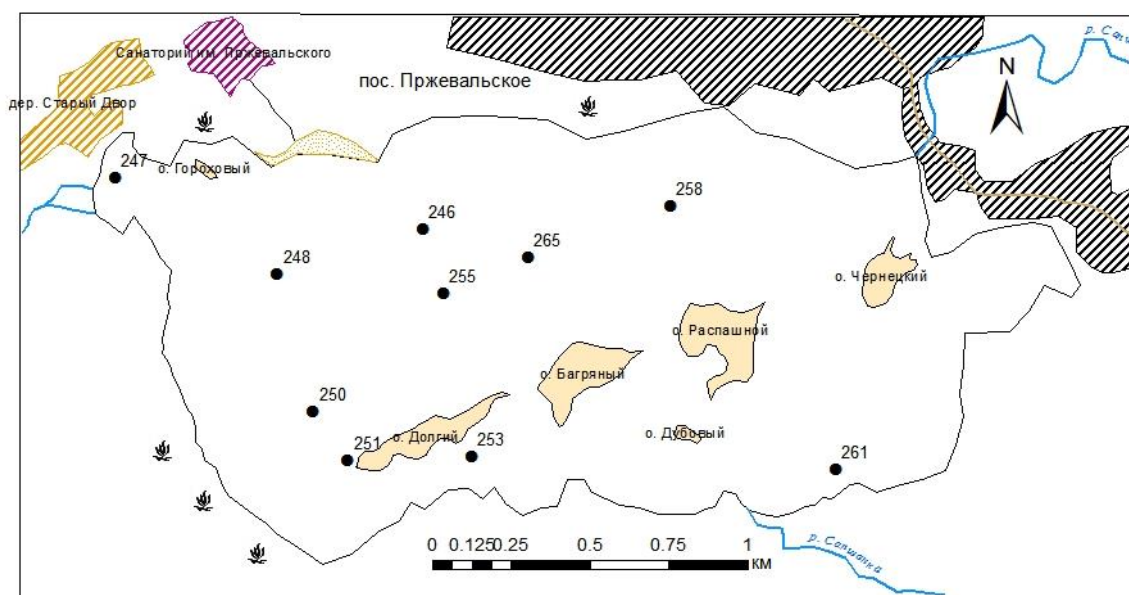 р. Сапшанка
Санаторий им. Пржевальского
N
пос. Пржевальское
дер. Старый Двор
247
о. Гороховый
258
246
265
248
о. Чернецкий
255
о. Распашной
о. Багряный
250
о. Долгий
о. Дубовый
251
253
261
0 0.125 0.25 0.5 0.75 1
км
р. Сапшанка